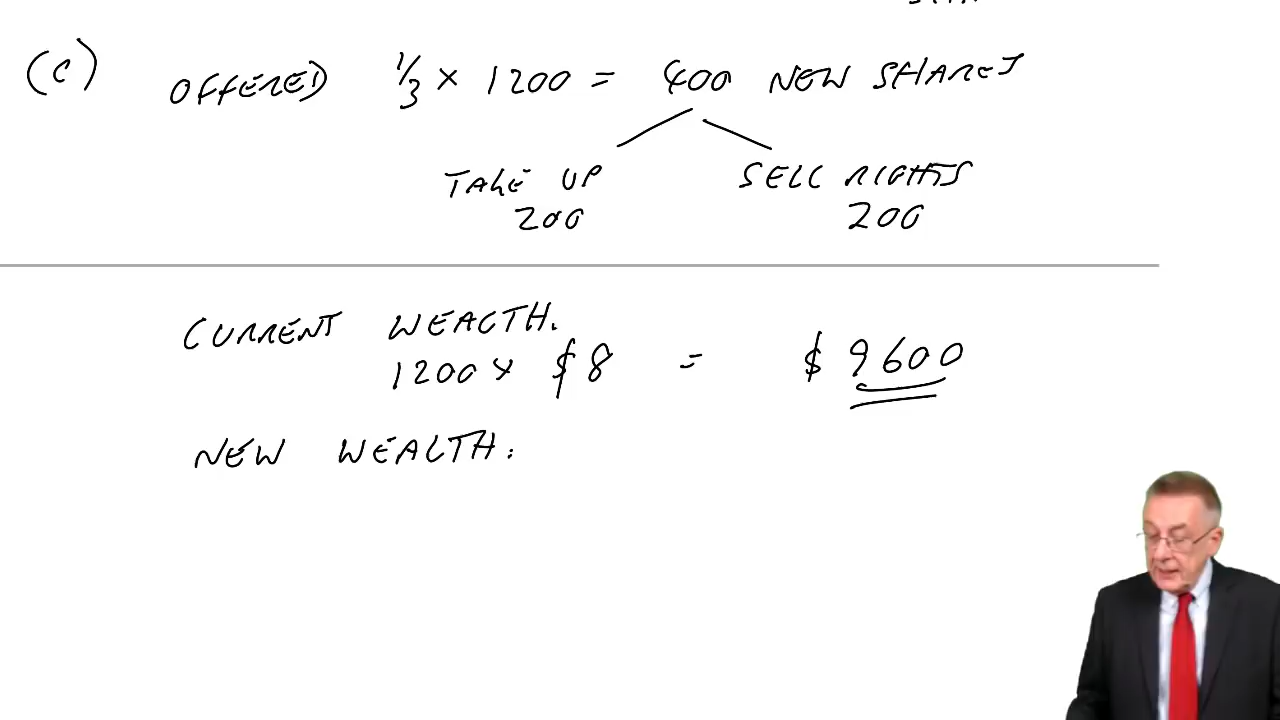 (c) OFFERED 1/3 × 1200 = 400 NEW SHARES
TAKE UP SELL RIGHTS
200 200
CURRENT WEALTH.
1200 × $8 = $9600
NEW WEALTH: